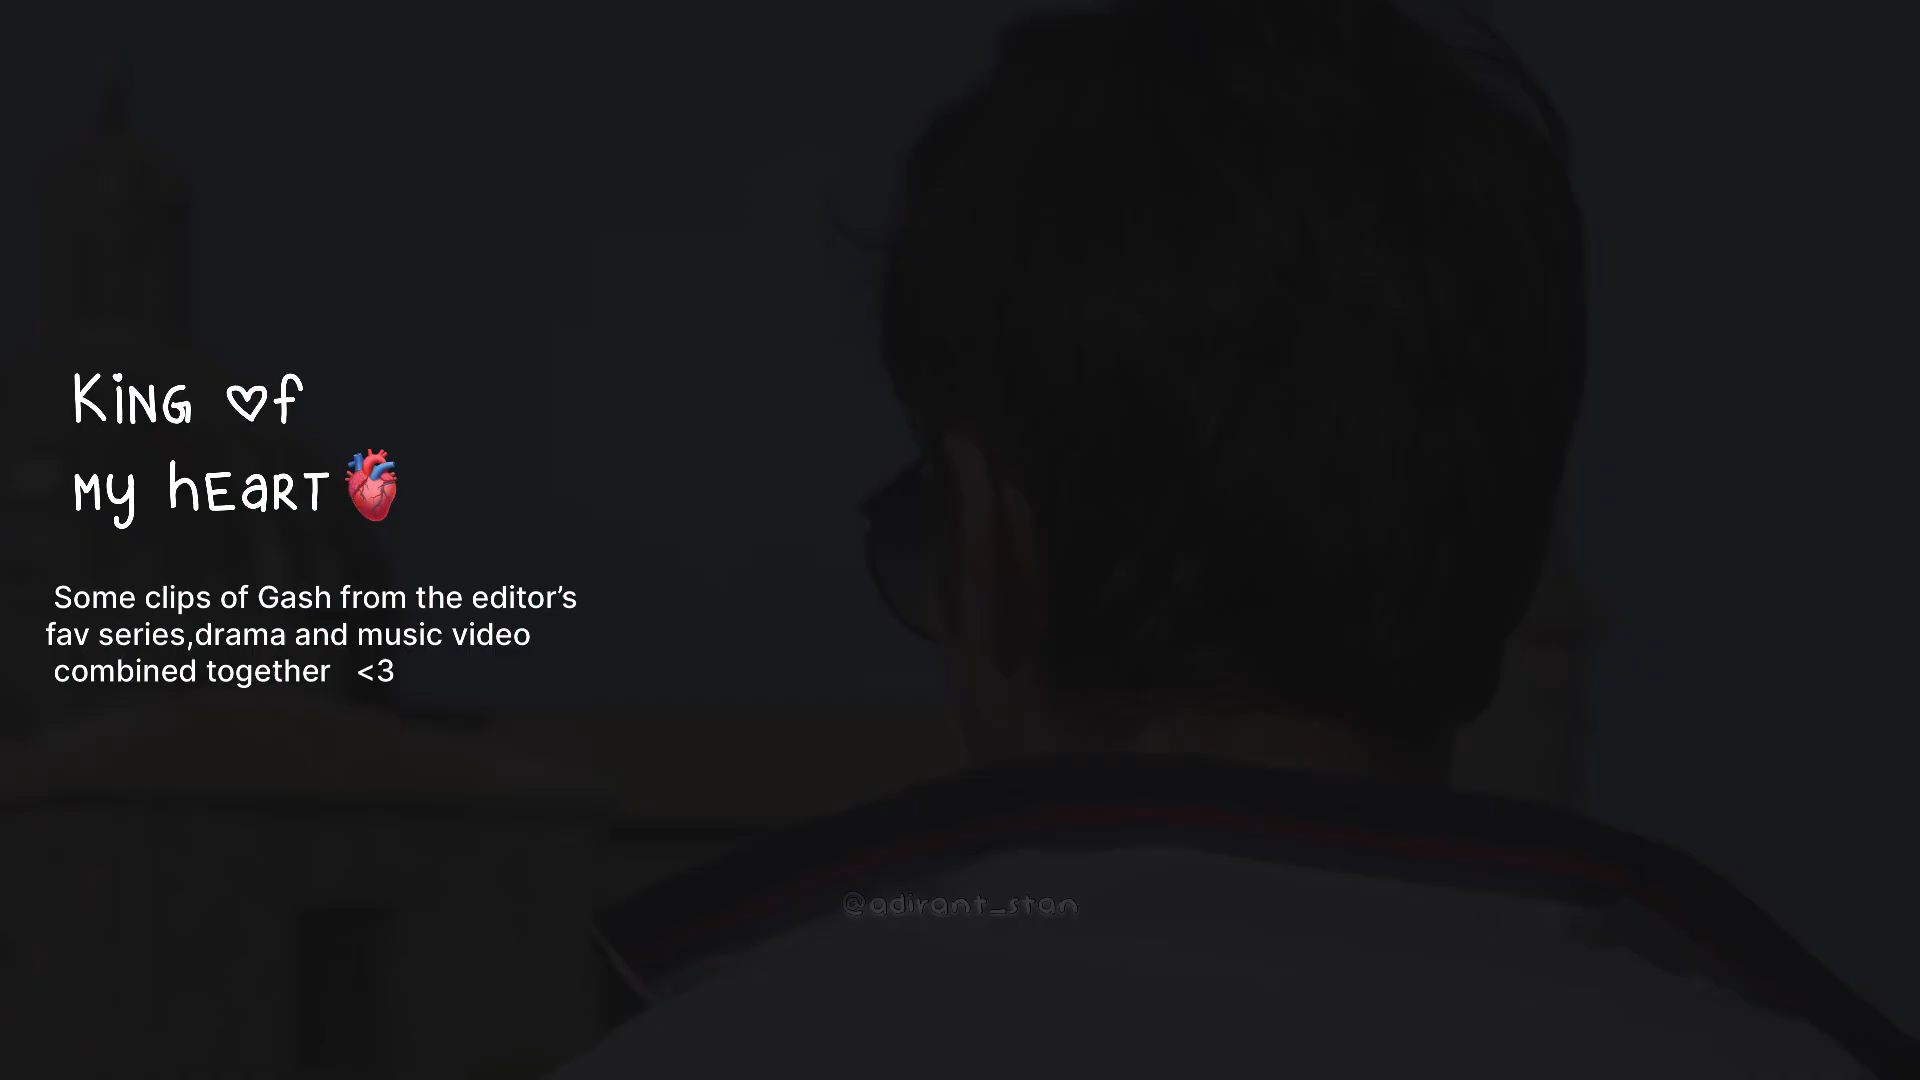 KiNG ♡f
my hEaRT🫀
Some clips of Gash from the editor’s
fav series,drama and music video
combined together <3
@adirant_stan